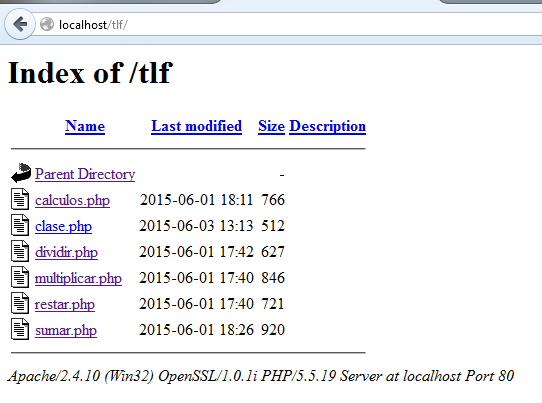 localhost/tlf/
Index of /tlf
Name Last modified Size Description
Parent Directory -
calculos.php 2015-06-01 18:11 766
clase.php 2015-06-03 13:13 512
dividir.php 2015-06-01 17:42 627
multiplicar.php 2015-06-01 17:40 846
restar.php 2015-06-01 17:40 721
sumar.php 2015-06-01 18:26 920
Apache/2.4.10 (Win32) OpenSSL/1.0.1i PHP/5.5.19 Server at localhost Port 80